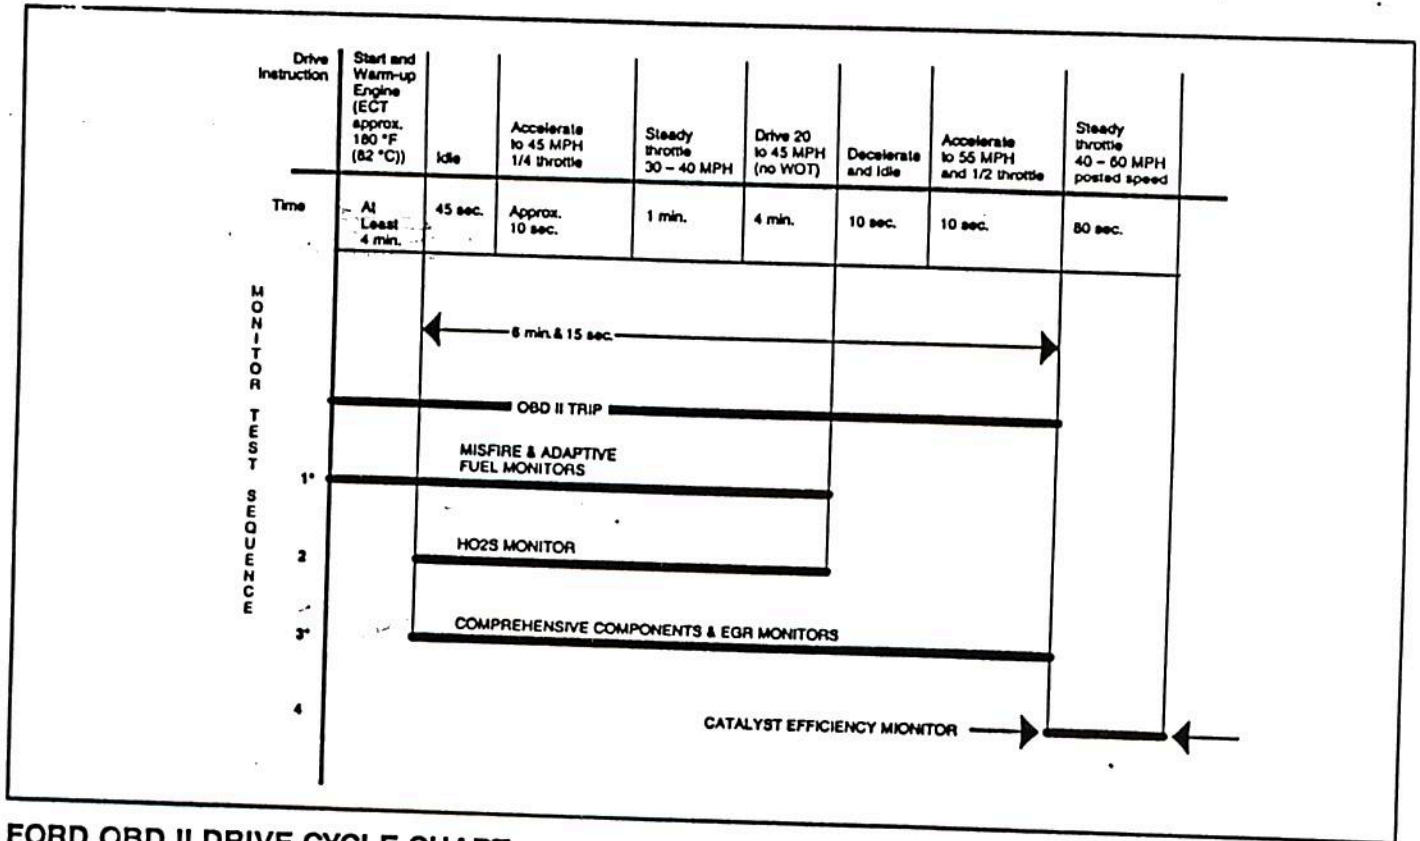 Drive
Instruction
Start and
Warm-up
Engine
(ECT
approx.
180 °F
(82 °C))
Idle
Accelerate
to 45 MPH
1/4 throttle
Steady
throttle
30 – 40 MPH
Drive 20
to 45 MPH
(no WOT)
Decelerate
and Idle
Accelerate
to 55 MPH
and 1/2 throttle
Steady
throttle
40 – 60 MPH
posted speed
Time
At
Least
4 min.
45 sec.
Approx.
10 sec.
1 min.
4 min.
10 sec.
10 sec.
80 sec.
MONITOR TEST SEQUENCE
6 min. & 15 sec.
OBD II TRIP
MISFIRE & ADAPTIVE
FUEL MONITORS
1*
HO2S MONITOR
2
COMPREHENSIVE COMPONENTS & EGR MONITORS
3*
4
CATALYST EFFICIENCY MIONITOR
FORD OBD II DRIVE CYCLE CHART